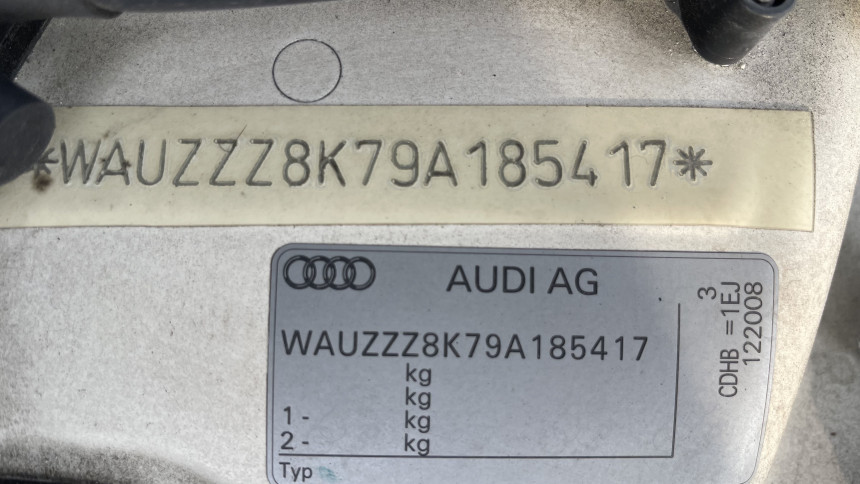 *WAUZZZ8K79A185417*
AUDI AG
WAUZZZ8K79A185417
kg
kg
1 - kg
2 - kg
Typ
3
CDHB =1EJ
122008